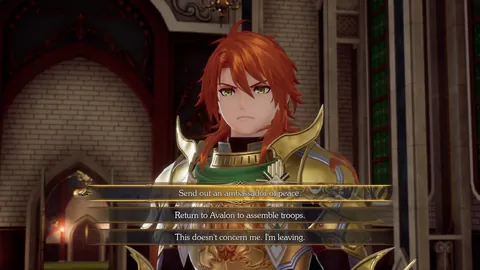 Send out an ambassador of peace
Return to Avalon to assemble troops.
This doesn't concern me. I'm leaving.